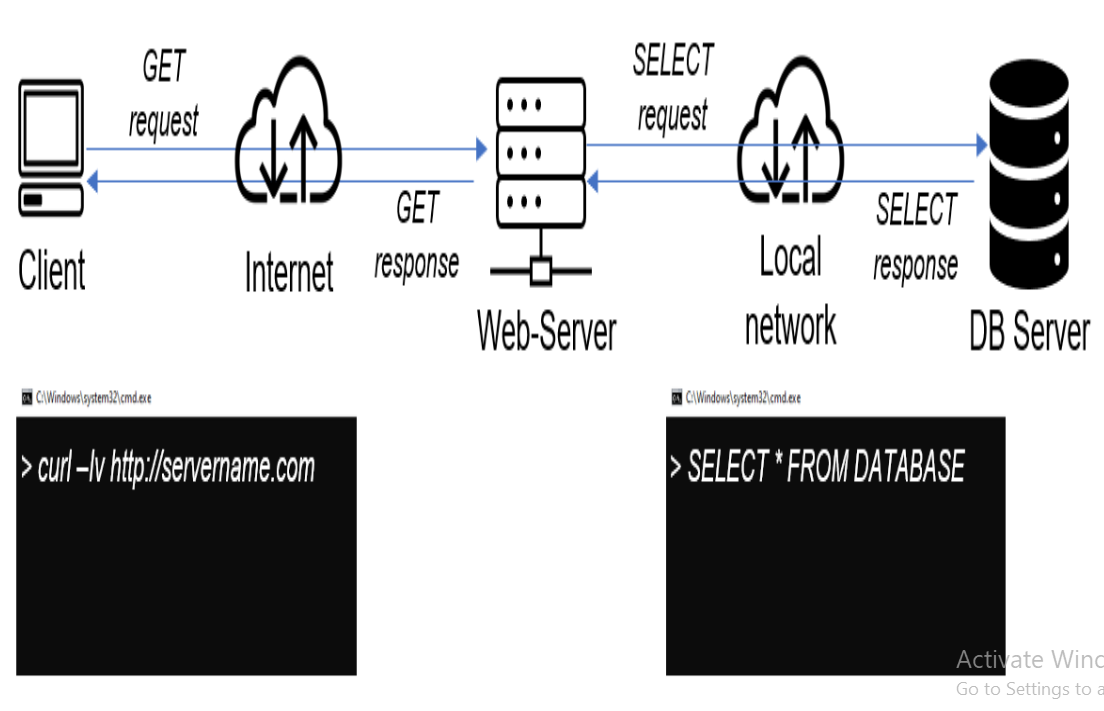 GET
request
SELECT
request
GET
response
SELECT
response
Client
Internet
Web-Server
Local
network
DB Server
C:\Windows\system32\cmd.exe
> curl –lv http://servername.com
C:\Windows\system32\cmd.exe
> SELECT * FROM DATABASE
Activate Winc
Go to Settings to a